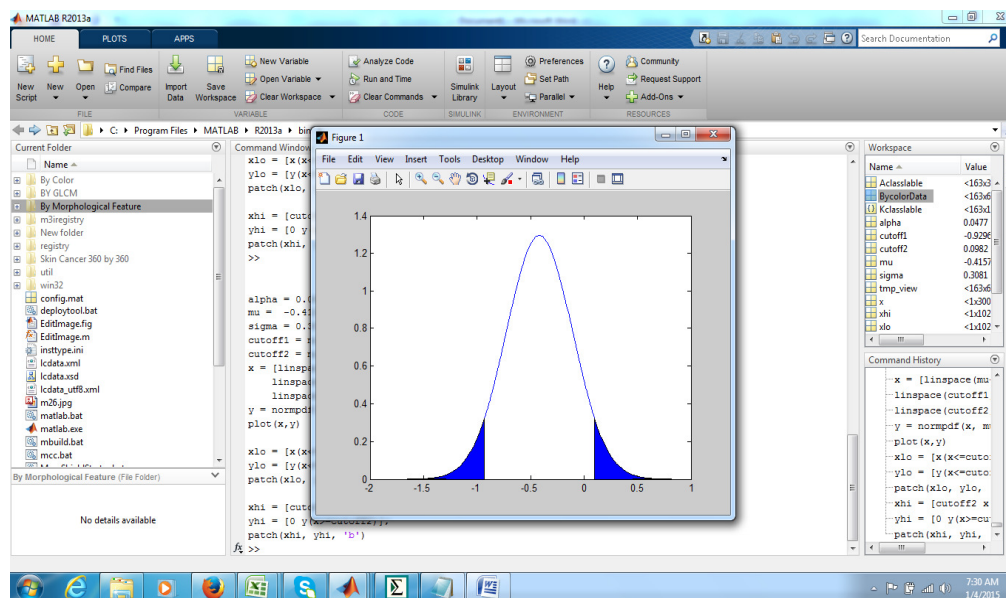 MATLAB R2013a
HOME PLOTS APPS
Search Documentation
New Script
New
Open
Find Files
Compare
Import Data
Save Workspace
New Variable
Open Variable
Clear Workspace
Analyze Code
Run and Time
Clear Commands
Simulink Library
Layout
Preferences
Set Path
Parallel
Help
Community
Request Support
Add-Ons
FILE VARIABLE CODE SIMULINK ENVIRONMENT RESOURCES
C: Program Files MATLAB R2013a bin
Current Folder
Name
By Color
BY GLCM
By Morphological Feature
m3iregistry
New folder
registry
Skin Cancer 360 by 360
util
win32
config.mat
deploytool.bat
EditImage.fig
EditImage.m
insttype.ini
lcdata.xml
lcdata.xsd
lcdata_utf8.xml
m26.jpg
matlab.bat
matlab.exe
mbuild.bat
mcc.bat
By Morphological Feature (File Folder)
No details available
Command Window
xlo = [x(x<
ylo = [y(x<
patch(xlo,
xhi = [cuto
yhi = [0 y
patch(xhi,
>>
alpha = 0.0
mu = -0.4
sigma = 0.3
cutoff1 =
cutoff2 =
x = [linspa
linspa
linspa
y = normpdf
plot(x,y)
xlo = [x(x<
ylo = [y(x<
patch(xlo,
xhi = [cuto
yhi = [0 y(x>=cutoff2)];
patch(xhi, yhi, 'b')
fx >>
Figure 1
File Edit View Insert Tools Desktop Window Help
1.4
1.2
1
0.8
0.6
0.4
0.2
0
-2 -1.5 -1 -0.5 0 0.5 1
Workspace
Name Value
Aclasslable <163x3
BycolorData <163x6
Kclasslable <163x1
alpha 0.0477
cutoff1 -0.9296
cutoff2 0.0982
mu -0.4157
sigma 0.3081
tmp_view <163x6
x <1x300
xhi <1x102
xlo <1x102
Command History
x = [linspace(mu
linspace(cutoff1
linspace(cutoff2
y = normpdf(x, m
plot(x,y)
xlo = [x(x<=cuto
ylo = [y(x<=cuto
patch(xlo, ylo,
xhi = [cutoff2 x
yhi = [0 y(x>=cu
patch(xhi, yhi,
7:30 AM
1/4/2015